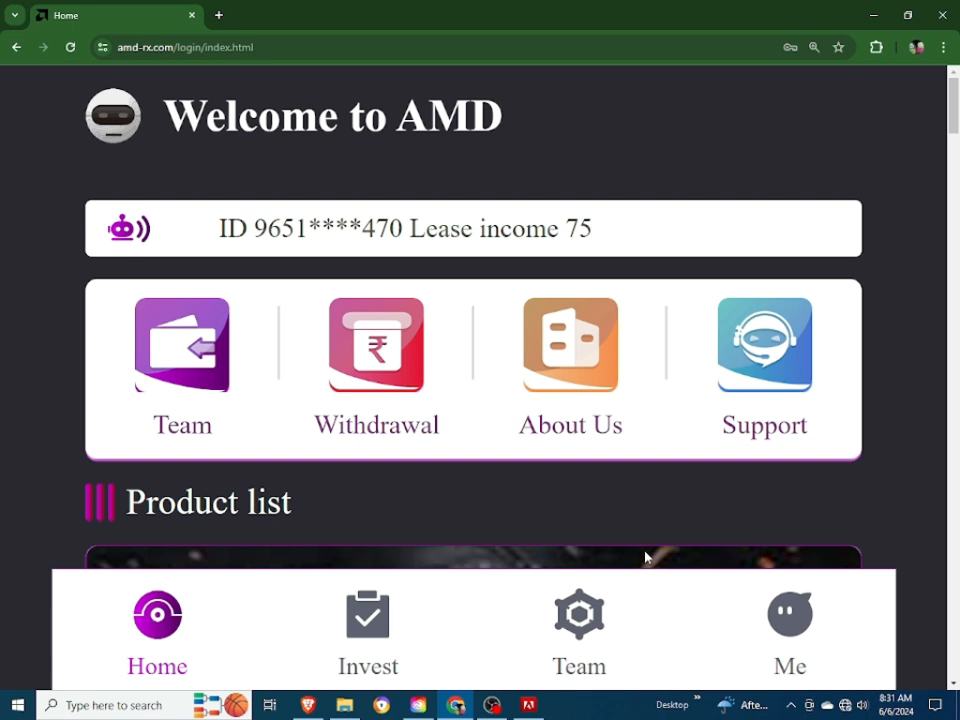 Home
amd-rx.com/login/index.html
Welcome to AMD
ID 9651****470 Lease income 75
₹
Team
Withdrawal
About Us
Support
Product list
Home
Invest
Team
Me
Type here to search
Desktop
Afte...
8:31 AM
6/6/2024